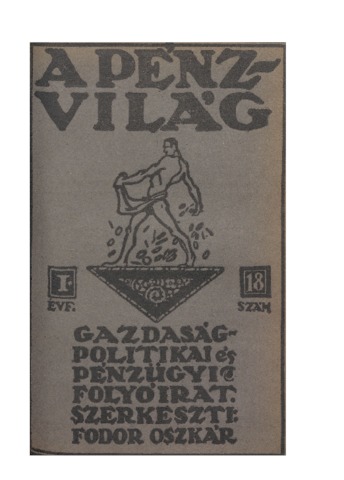 A PÉNZ-
VILÁG
I.
ÉVF.
18
SZÁM
GAZDASÁG-
POLITIKAI és
PÉNZÜGYI
FOLYÓIRAT.
SZERKESZTI:
FODOR OSZKÁR